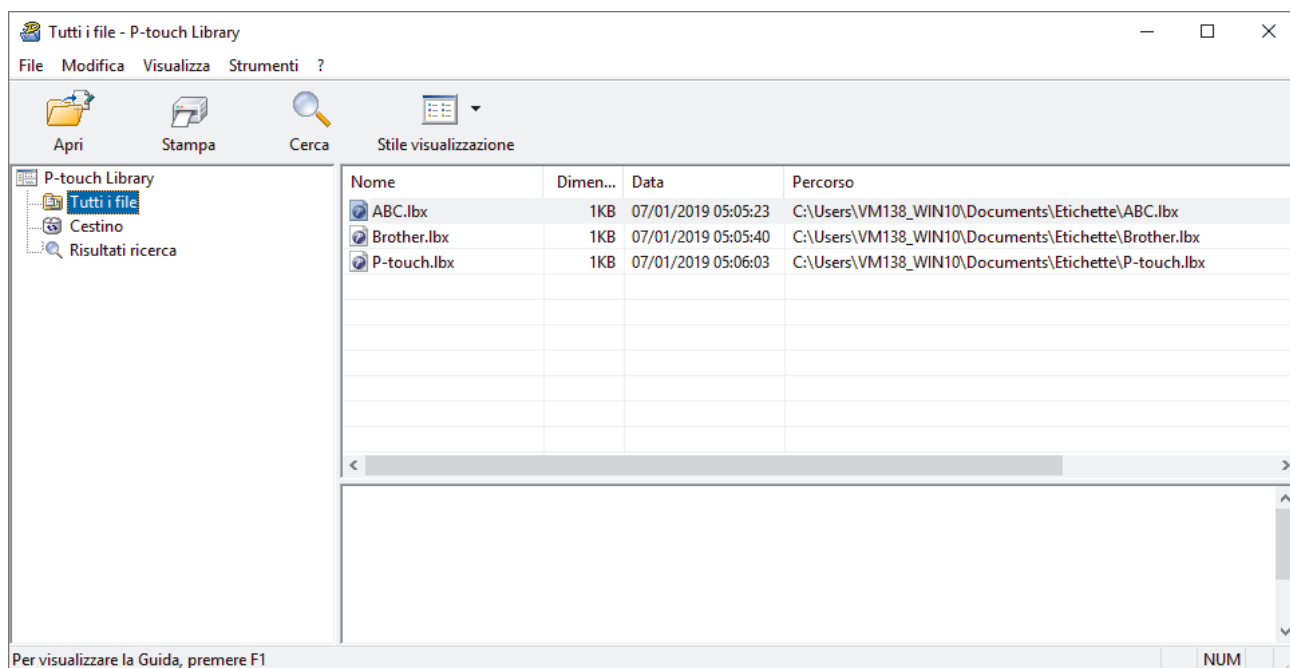 Tutti i file - P-touch Library
File Modifica Visualizza Strumenti ?
Apri Stampa Cerca Stile visualizzazione
P-touch Library
Tutti i file
Cestino
Risultati ricerca
Nome Dimen... Data Percorso
ABC.lbx 1KB 07/01/2019 05:05:23 C:\Users\VM138_WIN10\Documents\Etichette\ABC.lbx
Brother.lbx 1KB 07/01/2019 05:05:40 C:\Users\VM138_WIN10\Documents\Etichette\Brother.lbx
P-touch.lbx 1KB 07/01/2019 05:06:03 C:\Users\VM138_WIN10\Documents\Etichette\P-touch.lbx
Per visualizzare la Guida, premere F1 NUM